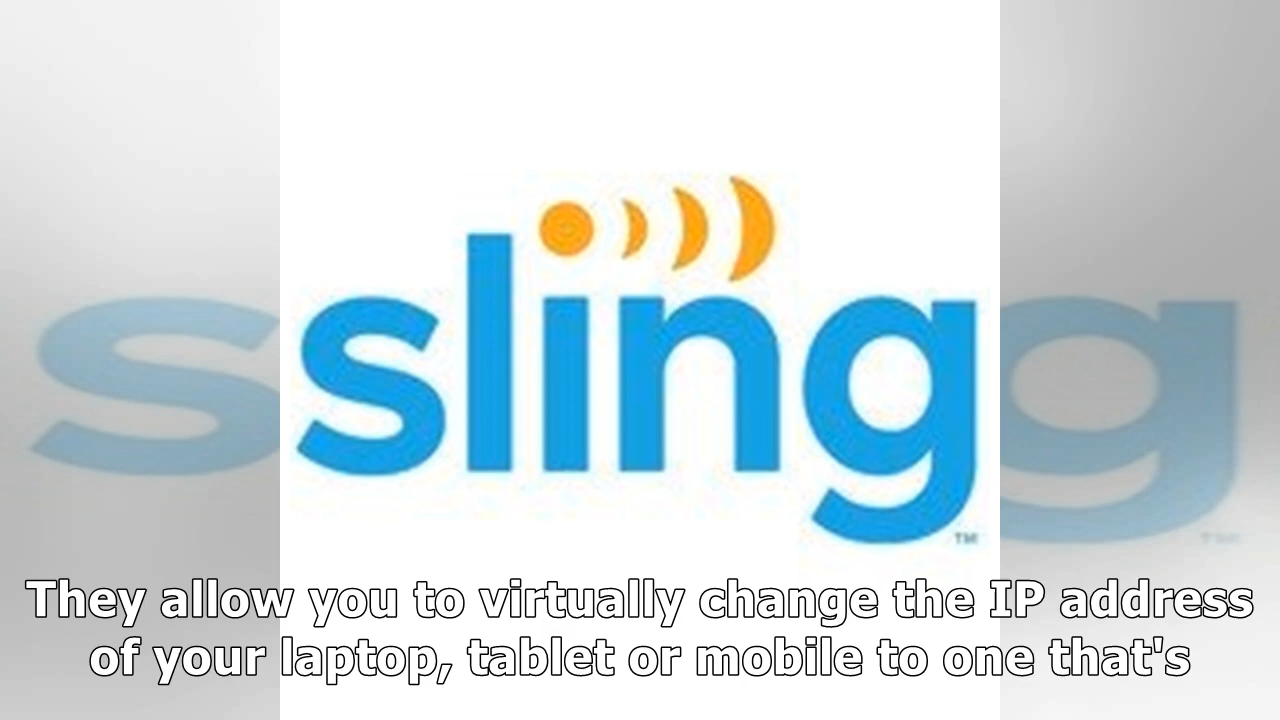 sling
TM
They allow you to virtually change the IP address
of your laptop, tablet or mobile to one that's